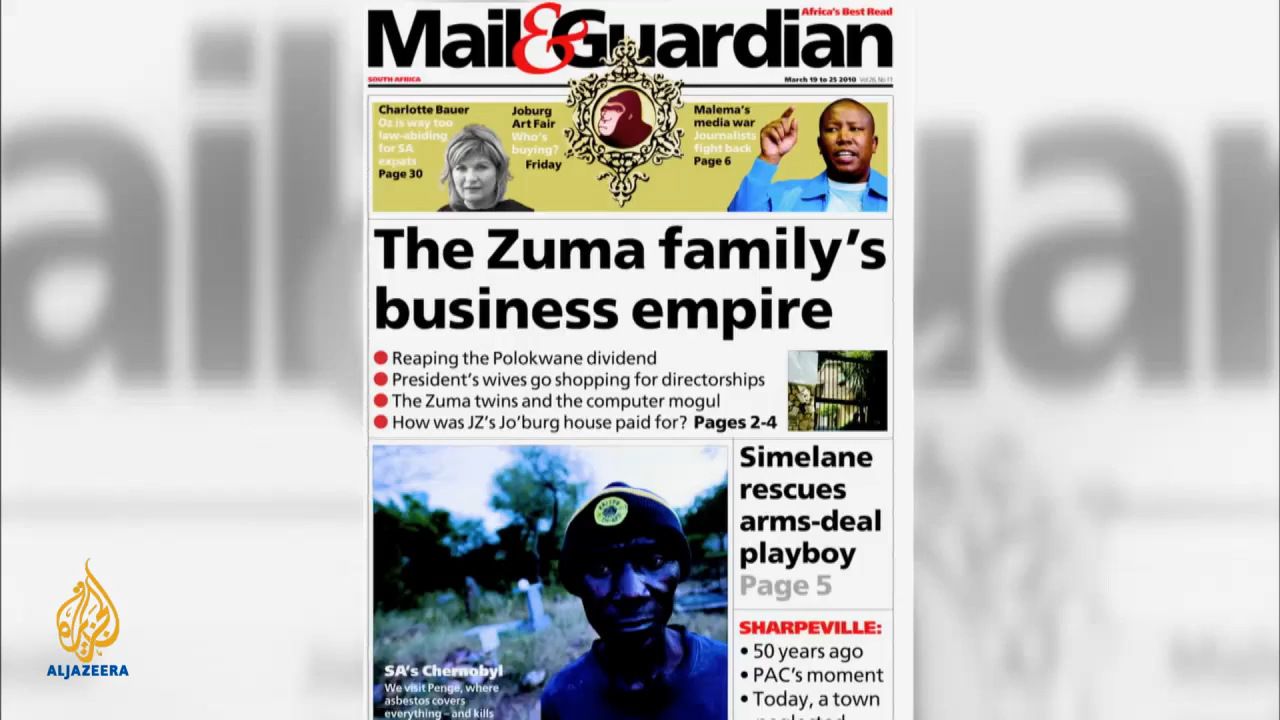 Africa's Best Read
Mail&Guardian
SOUTH AFRICA
March 19 to 25 2010 Vol 26, No 11
Charlotte Bauer
Oz is way too
law-abiding
for SA
expats
Page 30
Joburg
Art Fair
Who's
buying?
Friday
Malema's
media war
Journalists
fight back
Page 6
The Zuma family's
business empire
Reaping the Polokwane dividend
President's wives go shopping for directorships
The Zuma twins and the computer mogul
How was JZ's Jo'burg house paid for? Pages 2-4
Simelane
rescues
arms-deal
playboy
Page 5
SHARPEVILLE:
• 50 years ago
• PAC's moment
• Today, a town
neglected
SA's Chernobyl
We visit Penge, where
asbestos covers
everything – and kills
ALJAZEERA